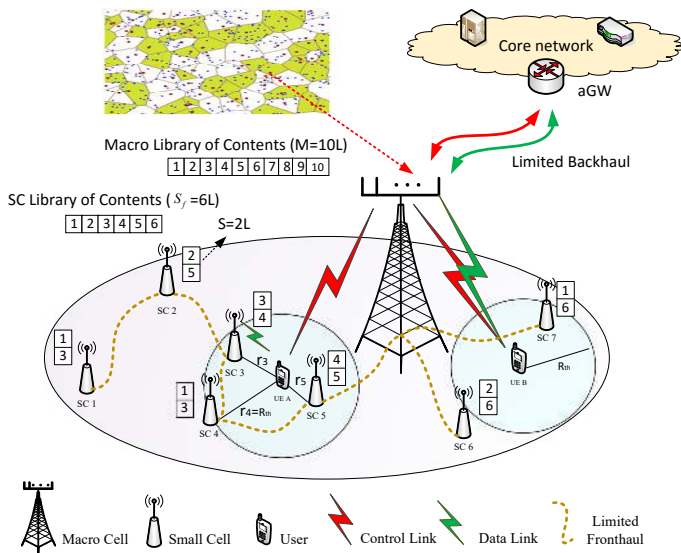 Core network
aGW
Macro Library of Contents (M=10L)
1 2 3 4 5 6 7 8 9 10
Limited Backhaul
SC Library of Contents ( S_f =6L)
1 2 3 4 5 6
S=2L
2
5
SC 2
3
4
1
6
1
3
SC 3
r3
UE A
r5
4
5
SC 7
UE B
Rth
SC 1
1
3
r4=Rth
SC 5
2
6
SC 4
SC 6
Macro Cell
Small Cell
User
Control Link
Data Link
Limited
Fronthaul